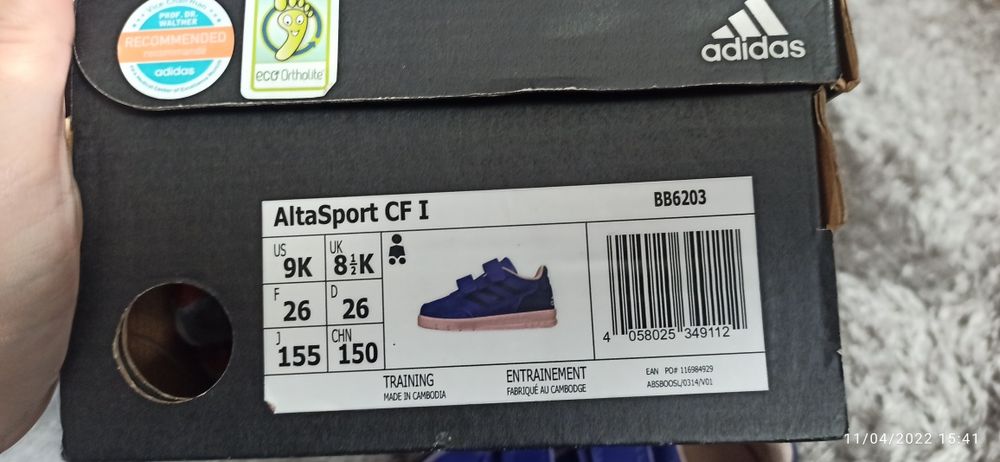 PROF. DR. WALTHER
RECOMMENDED
recommandé
adidas
eco Ortholite
adidas
AltaSport CF I
BB6203
US 9K
UK 8½K
F 26
D 26
J 155
CHN 150
4 058025 349112
TRAINING
MADE IN CAMBODIA
ENTRAINEMENT
FABRIQUÉ AU CAMBODGE
EAN PO# 116984929
ABSBOOSL/0314/V01
11/04/2022 15:41